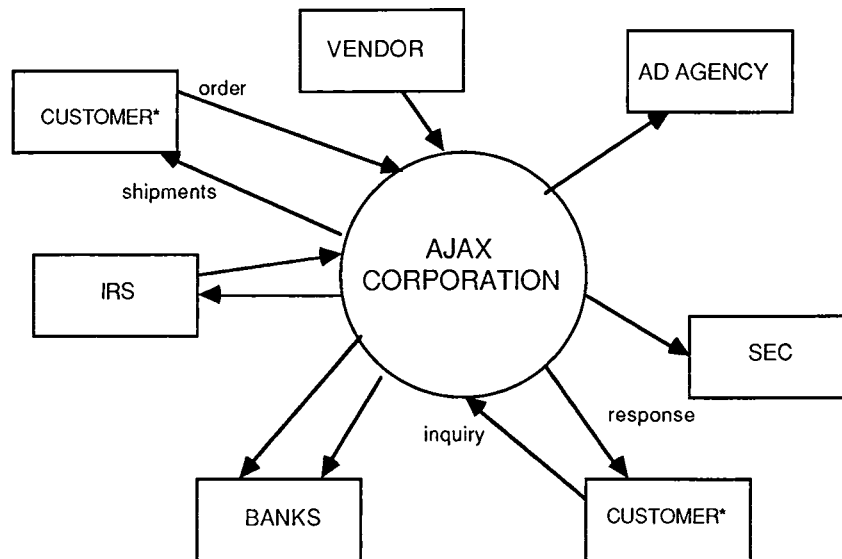 VENDOR
AD AGENCY
order
CUSTOMER*
shipments
AJAX
CORPORATION
IRS
SEC
response
inquiry
BANKS
CUSTOMER*